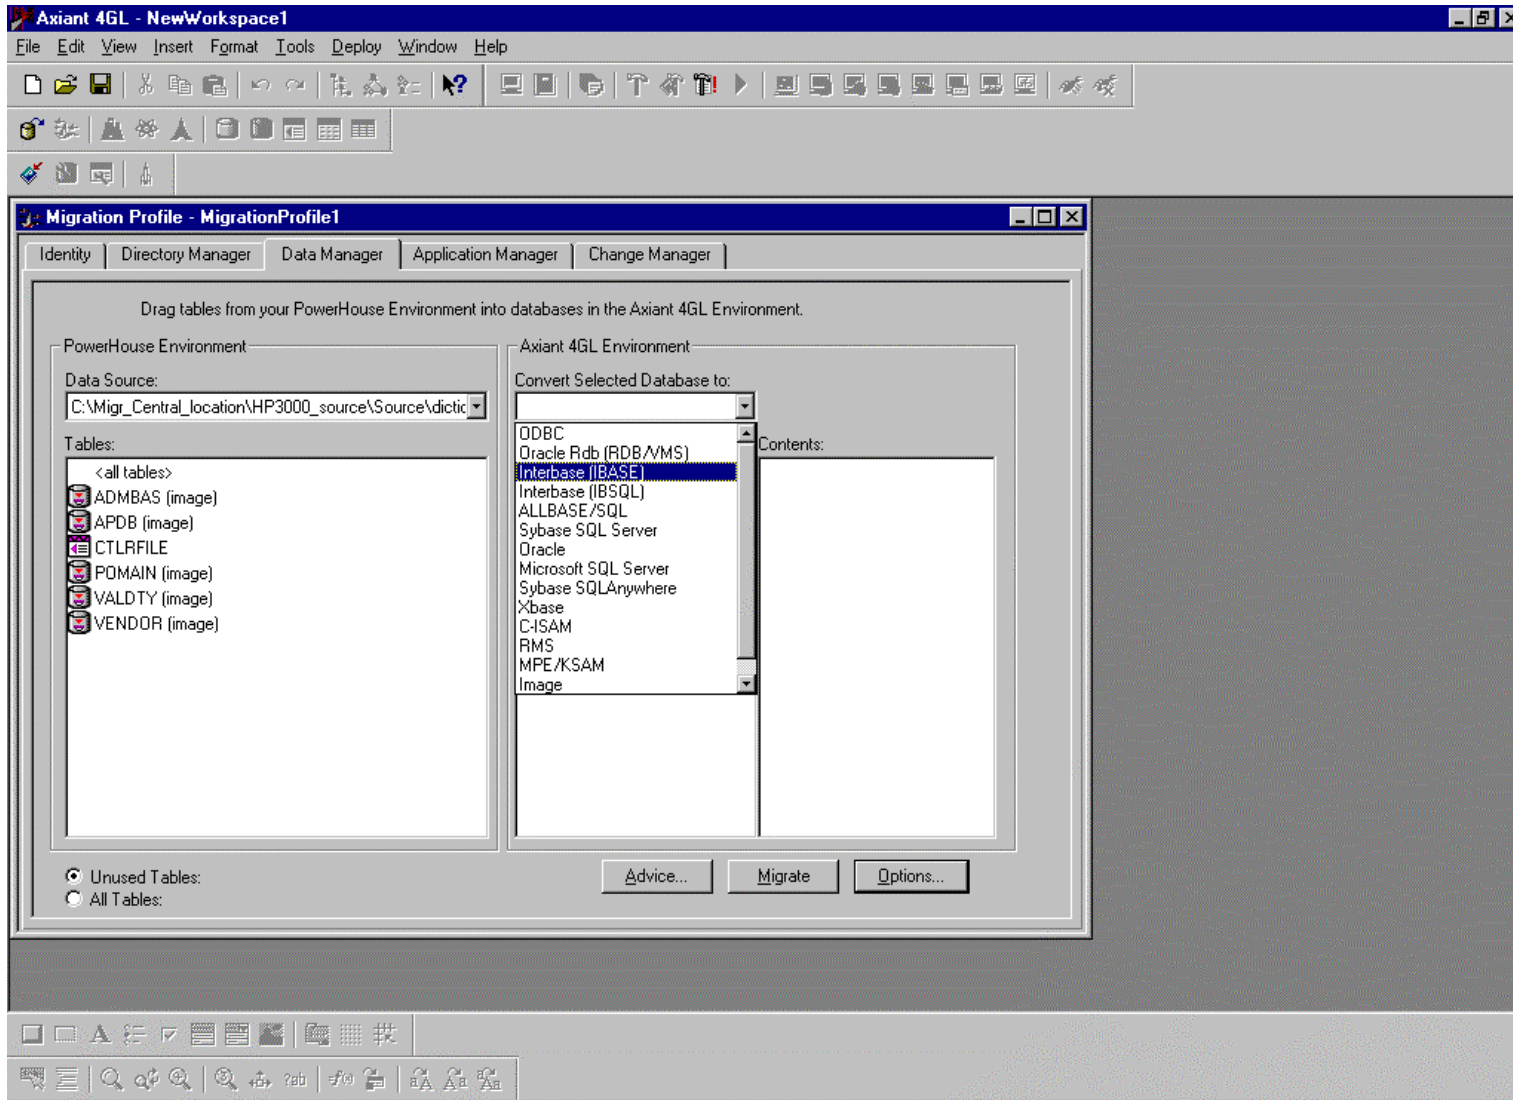 Axiant 4GL - NewWorkspace1
File Edit View Insert Format Tools Deploy Window Help
Migration Profile - MigrationProfile1
Identity Directory Manager Data Manager Application Manager Change Manager
Drag tables from your PowerHouse Environment into databases in the Axiant 4GL Environment.
PowerHouse Environment
Data Source:
C:\Migr_Central_location\HP3000_source\Source\dictic
Tables:
<all tables>
ADMBAS (image)
APDB (image)
CTLRFILE
POMAIN (image)
VALDTY (image)
VENDOR (image)
Axiant 4GL Environment
Convert Selected Database to:
ODBC
Oracle Rdb (RDB/VMS)
Interbase (IBASE)
Interbase (IBSQL)
ALLBASE/SQL
Sybase SQL Server
Oracle
Microsoft SQL Server
Sybase SQLAnywhere
Xbase
C-ISAM
RMS
MPE/KSAM
Image
Contents:
Unused Tables:
All Tables:
Advice... Migrate Options...